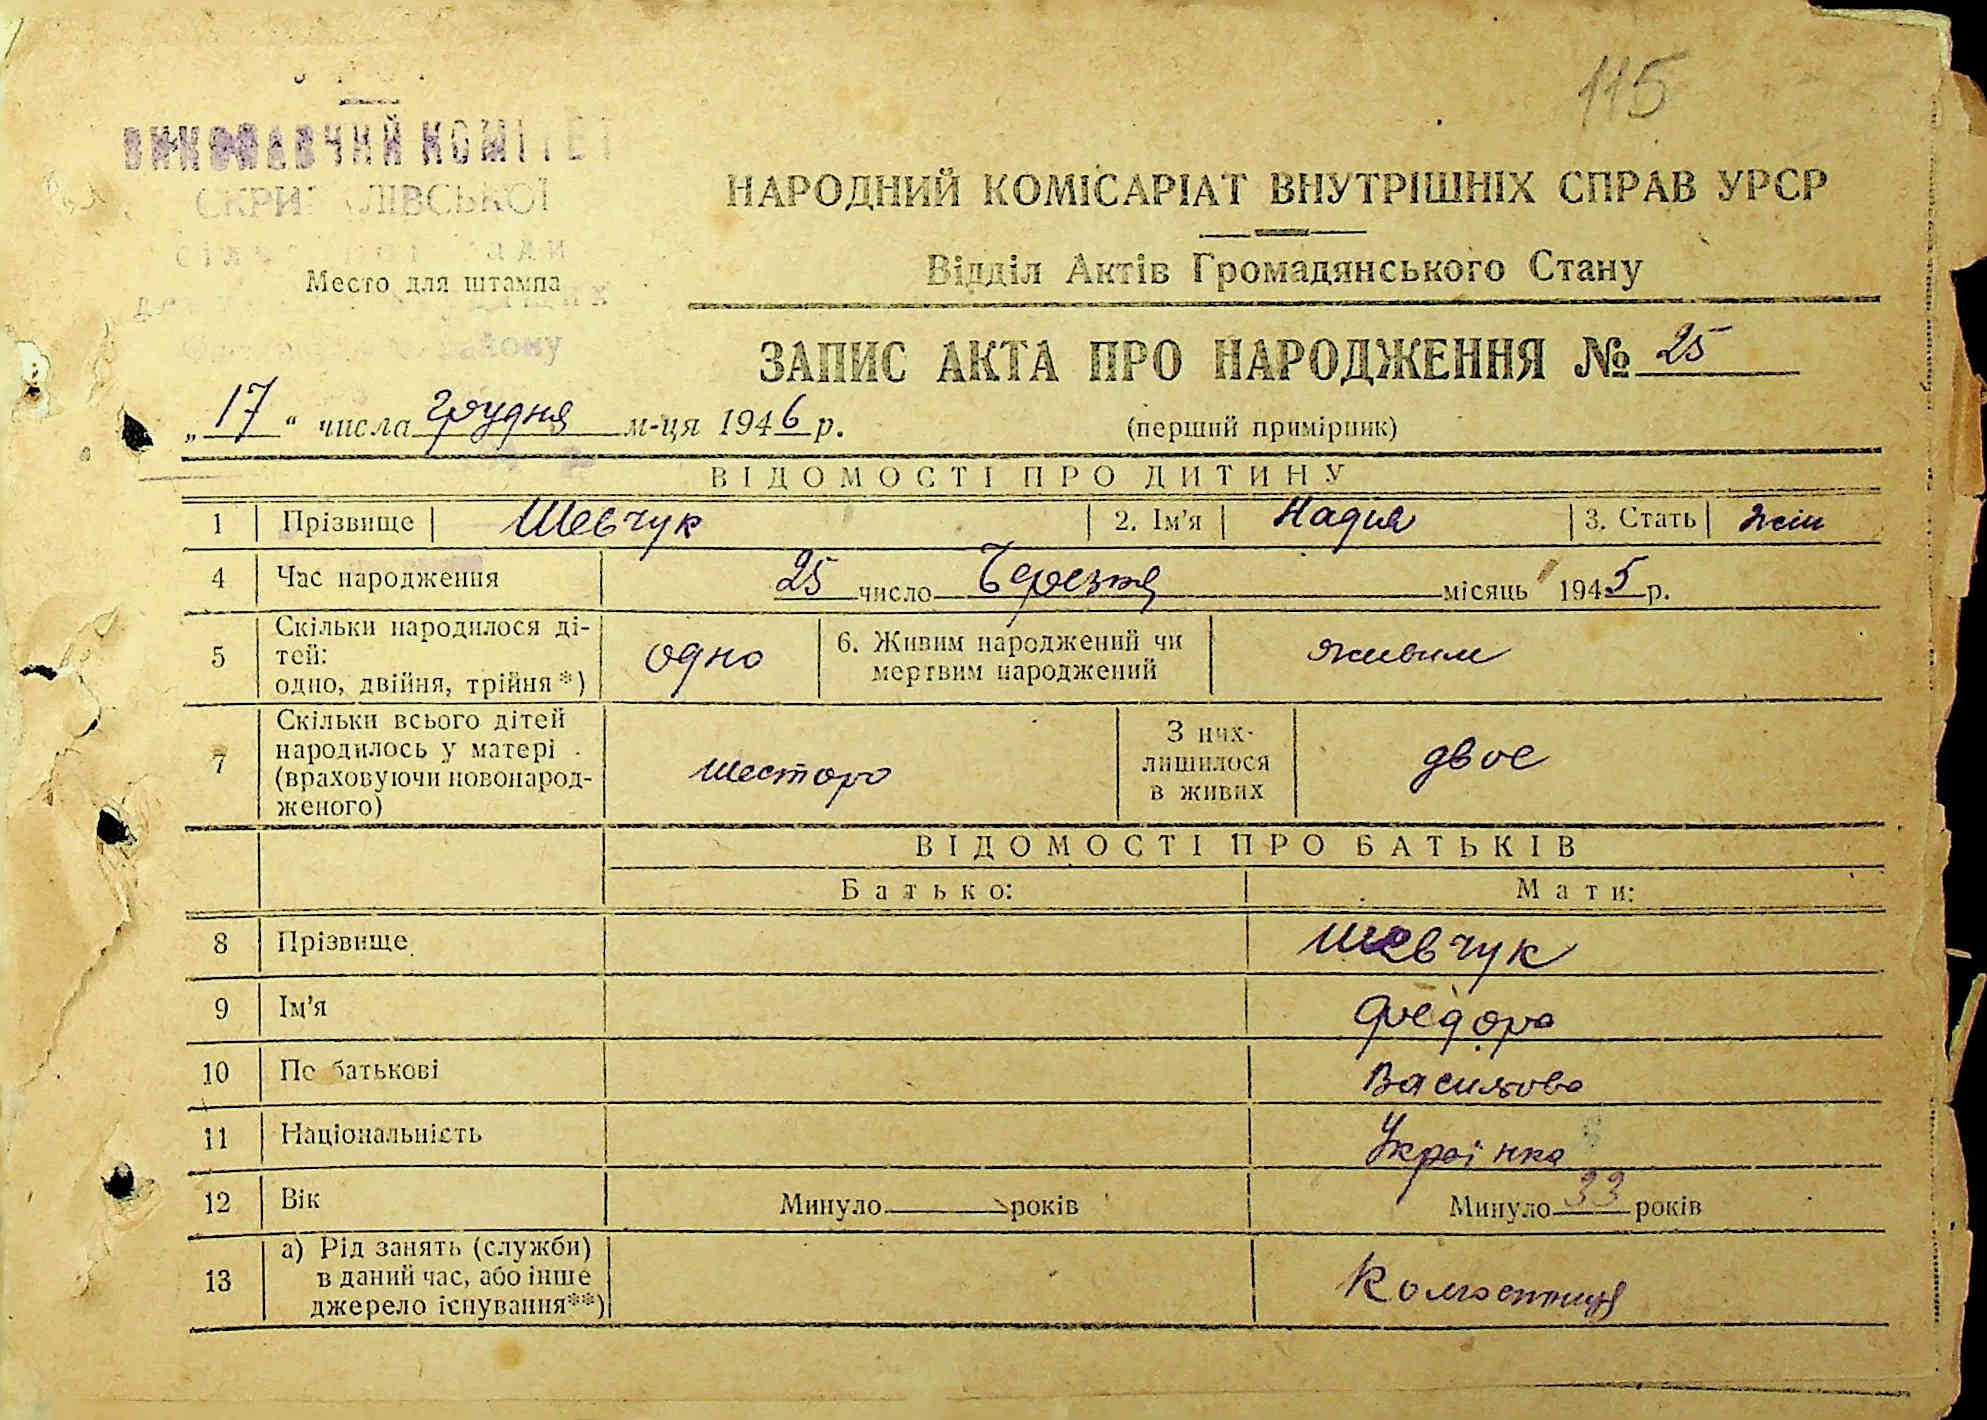 115
ВИКОНАВЧИЙ КОМІТЕТ
НАРОДНИЙ КОМІСАРІАТ ВНУТРІШНІХ СПРАВ УРСР
Відділ Актів Громадянського Стану
Место для штампа
ЗАПИС АКТА ПРО НАРОДЖЕННЯ № 25
„17“ числа грудня м-ця 1946 р. (перший примірник)
ВІДОМОСТІ ПРО ДИТИНУ
1 Прізвище Шевчук 2. Ім'я Надія 3. Стать жін
4 Час народження 25 число Березня місяць 1945 р.
5 Скільки народилося ді-
тей:
одно, двійня, трійня*) одно 6. Живим народжений чи
мертвим народжений живим
7 Скільки всього дітей
народилось у матері
(враховуючи новонарод-
женого) шестеро З них
лишилося
в живих двое
ВІДОМОСТІ ПРО БАТЬКІВ
Батько: Мати:
8 Прізвище Шевчук
9 Ім'я Федора
10 По батькові Василівна
11 Національність Українка
12 Вік Минуло років Минуло 33 років
13 а) Рід занять (служби)
в даний час, або інше
джерело існування**) Колгоспниця